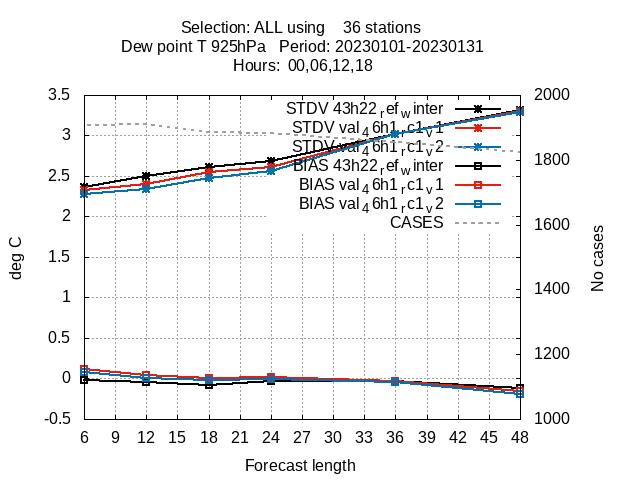 Selection: ALL using    36 stations
Dew point T 925hPa   Period: 20230101-20230131
Hours:  00,06,12,18
3.5
3
2.5
2
1.5
1
0.5
0
-0.5
deg C
2000
1800
1600
1400
1200
1000
No cases
STDV 43h22_ref_winter
STDV val_46h1_rc1_v1
STDV val_46h1_rc1_v2
BIAS 43h22_ref_winter
BIAS val_46h1_rc1_v1
BIAS val_46h1_rc1_v2
CASES
6 9 12 15 18 21 24 27 30 33 36 39 42 45 48
Forecast length